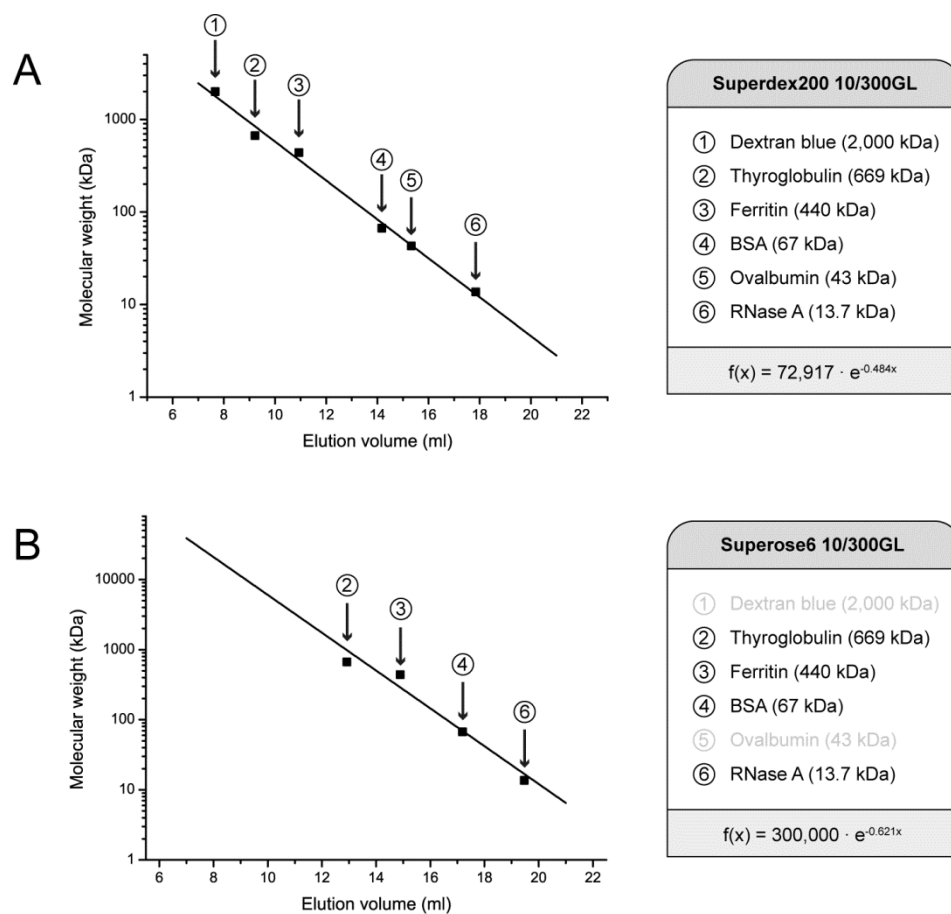 A
①
②
③
④
⑤
⑥
Molecular weight (kDa)
1000
100
10
1
6 8 10 12 14 16 18 20 22
Elution volume (ml)
Superdex200 10/300GL
① Dextran blue (2,000 kDa)
② Thyroglobulin (669 kDa)
③ Ferritin (440 kDa)
④ BSA (67 kDa)
⑤ Ovalbumin (43 kDa)
⑥ RNase A (13.7 kDa)
f(x) = 72,917 · e^-0.484x
B
②
③
④
⑥
Molecular weight (kDa)
10000
1000
100
10
1
6 8 10 12 14 16 18 20 22
Elution volume (ml)
Superose6 10/300GL
① Dextran blue (2,000 kDa)
② Thyroglobulin (669 kDa)
③ Ferritin (440 kDa)
④ BSA (67 kDa)
⑤ Ovalbumin (43 kDa)
⑥ RNase A (13.7 kDa)
f(x) = 300,000 · e^-0.621x